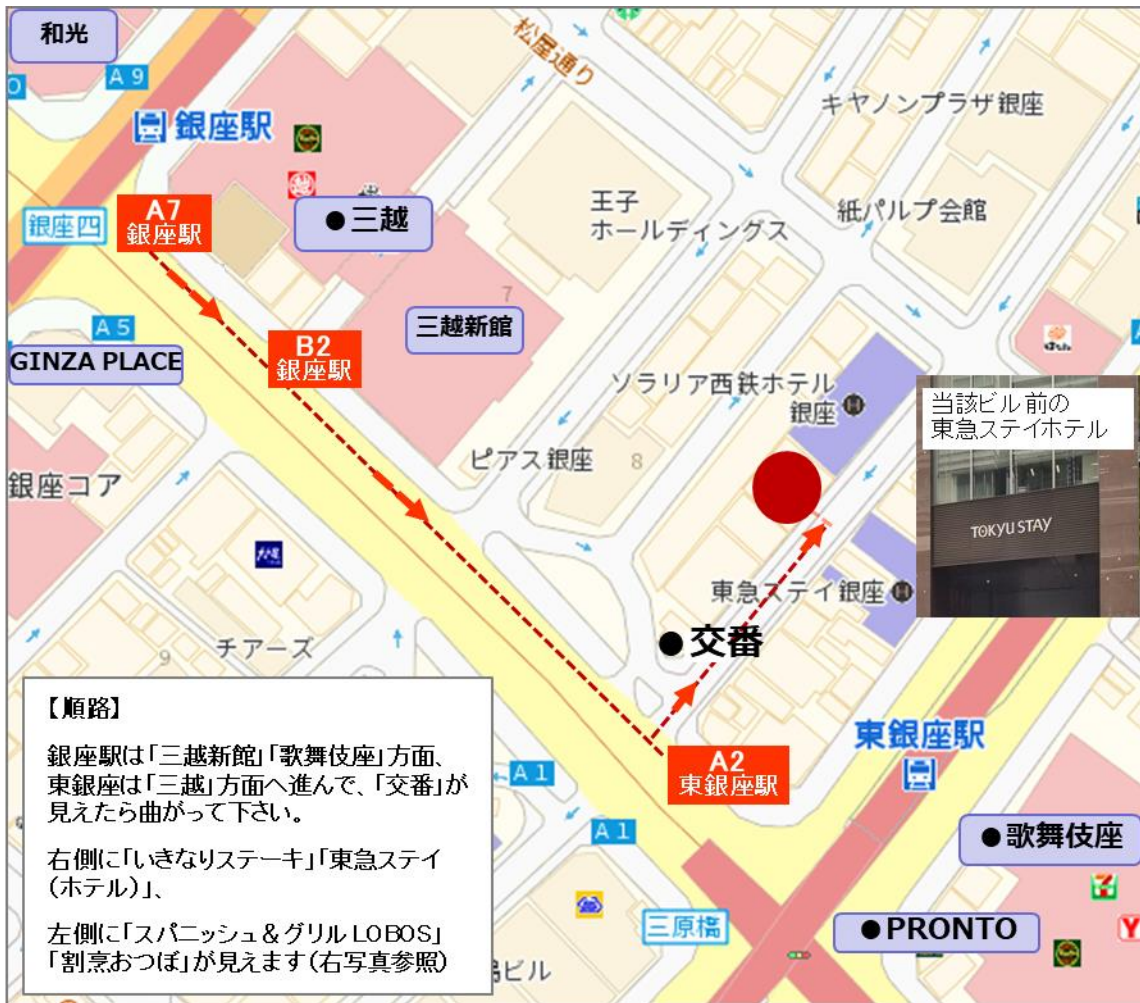 和光
A 9
松屋通り
キヤノンプラザ銀座
銀座駅
越
紙パルプ会館
王子
ホールディングス
銀座四
A7
銀座駅
●三越
7
三越新館
A 5
B2
銀座駅
GINZA PLACE
ソラリア西鉄ホテル
銀座
H
当該ビル前の
東急ステイホテル
TOKYU STAY
ピアス銀座
8
銀座コア
東急ステイ銀座
H
●交番
チアーズ
9
【順路】
銀座駅は「三越新館」「歌舞伎座」方面、
東銀座は「三越」方面へ進んで、「交番」が
見えたら曲がって下さい。
右側に「いきなりステーキ」「東急ステイ
(ホテル)」、
左側に「スパニッシュ&グリルLOBOS」
「割烹おつぼ」が見えます(右写真参照)
東銀座駅
A2
東銀座駅
A 1
A 1
●歌舞伎座
三原橋
●PRONTO
7
Y
ビル